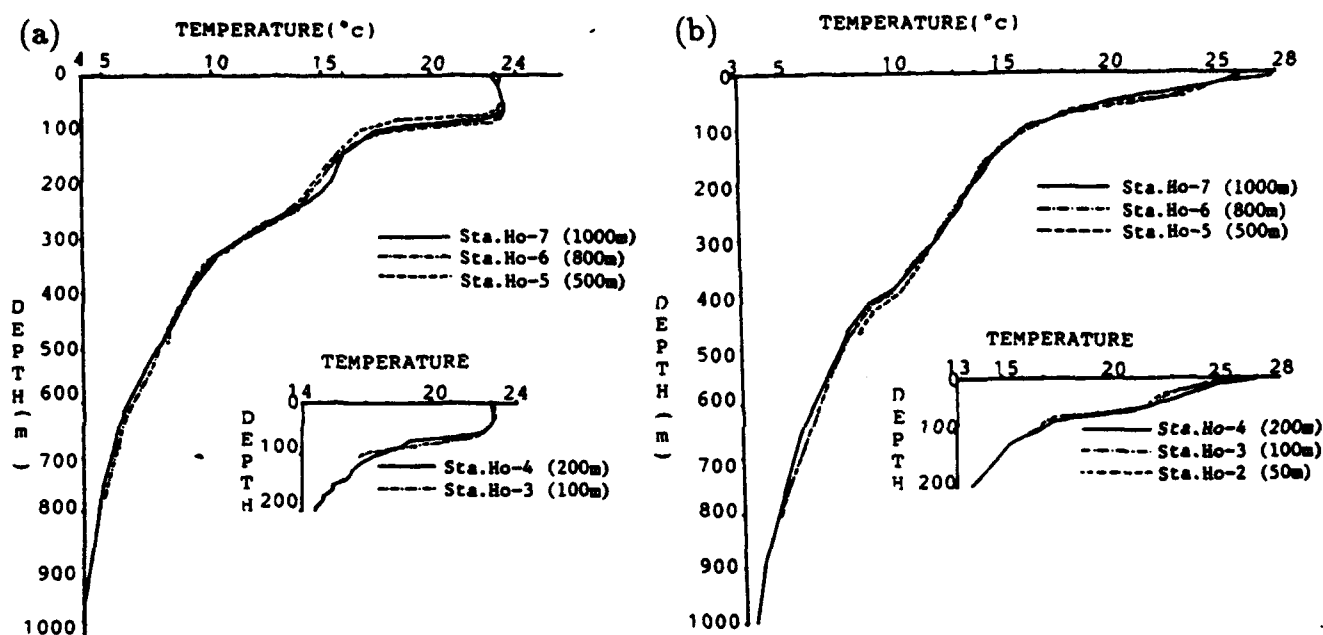 (a)
TEMPERATURE(°c)
4 5 10 15 20 24
0
100
200
300
400
500
600
700
800
900
1000
DEPTH(m)
Sta.Ho-7 (1000m)
Sta.Ho-6 (800m)
Sta.Ho-5 (500m)
TEMPERATURE
14 20 24
0
100
200
DEPTH
Sta.Ho-4 (200m)
Sta.Ho-3 (100m)
(b)
TEMPERATURE(°c)
3 5 10 15 20 25 28
0
100
200
300
400
500
600
700
800
900
1000
DEPTH(m)
Sta.Ho-7 (1000m)
Sta.Ho-6 (800m)
Sta.Ho-5 (500m)
TEMPERATURE
13 15 20 25 28
0
100
200
DEPTH
Sta.Ho-4 (200m)
Sta.Ho-3 (100m)
Sta.Ho-2 (50m)